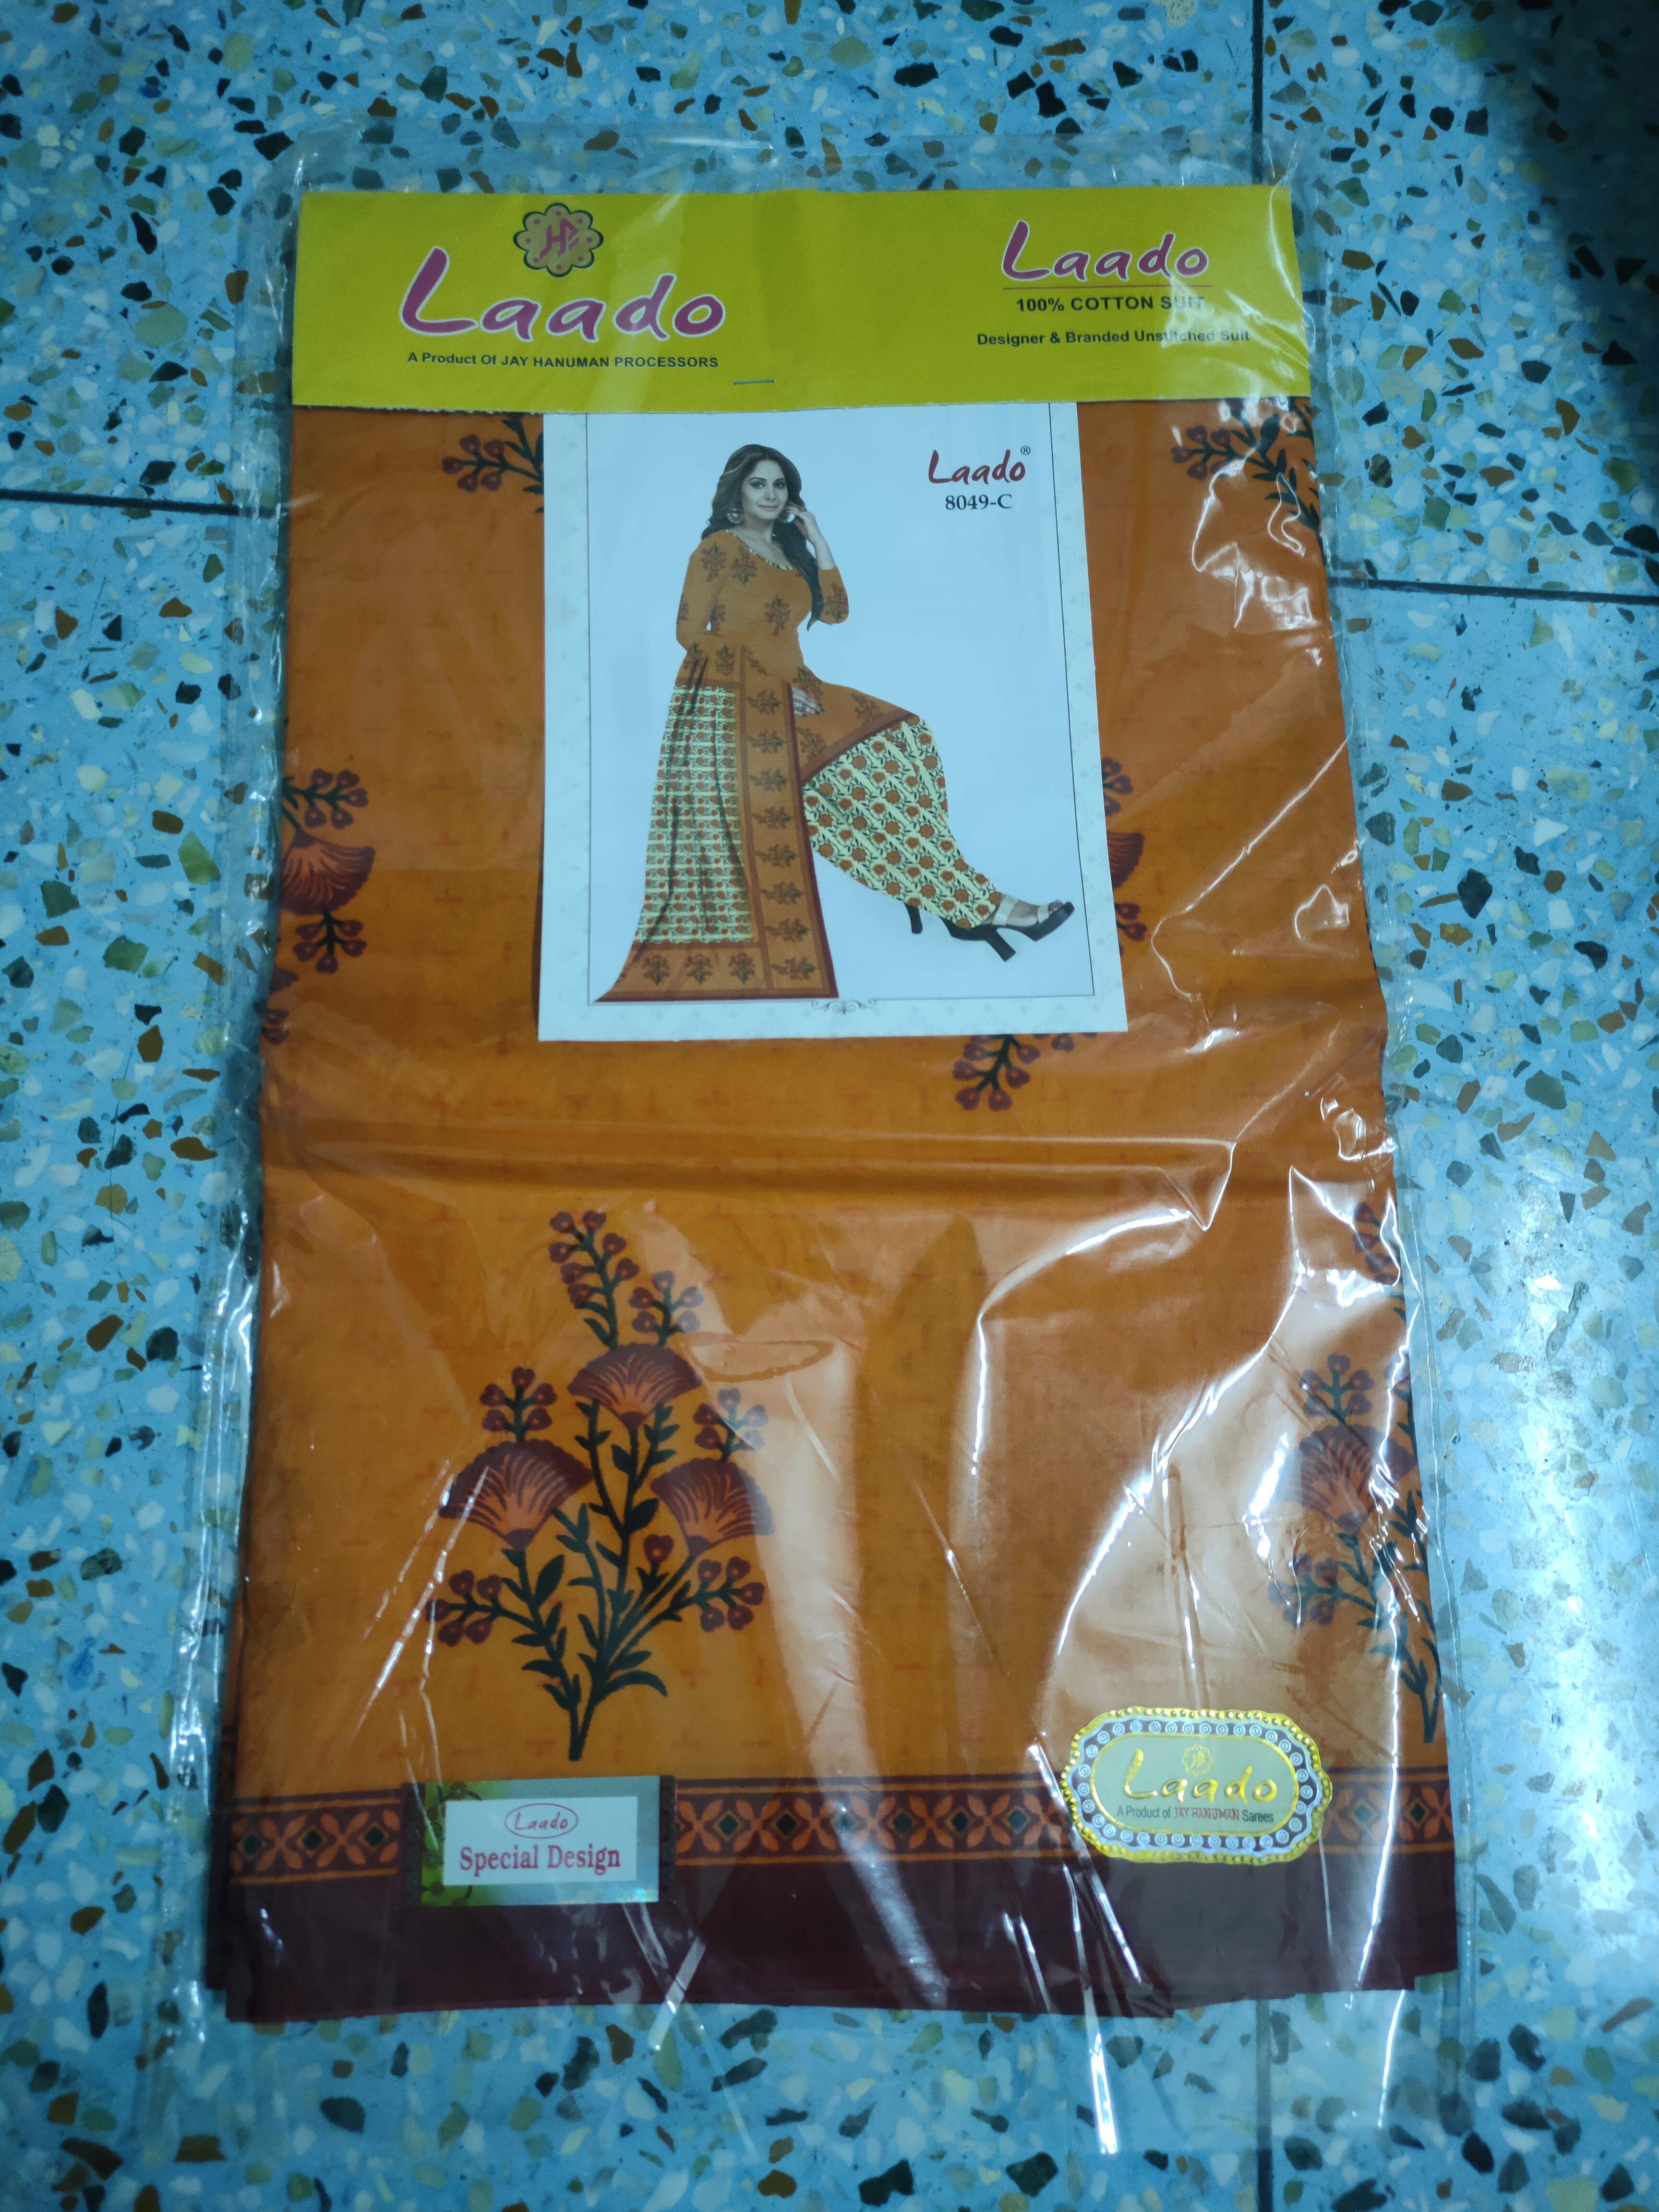 HP
Laado
A Product Of JAY HANUMAN PROCESSORS
Laado
100% COTTON SUIT
Designer & Branded Unstitched Suit
Laado®
8049-C
Laado
Special Design
Laado
A Product of JAY HANUMAN Sarees